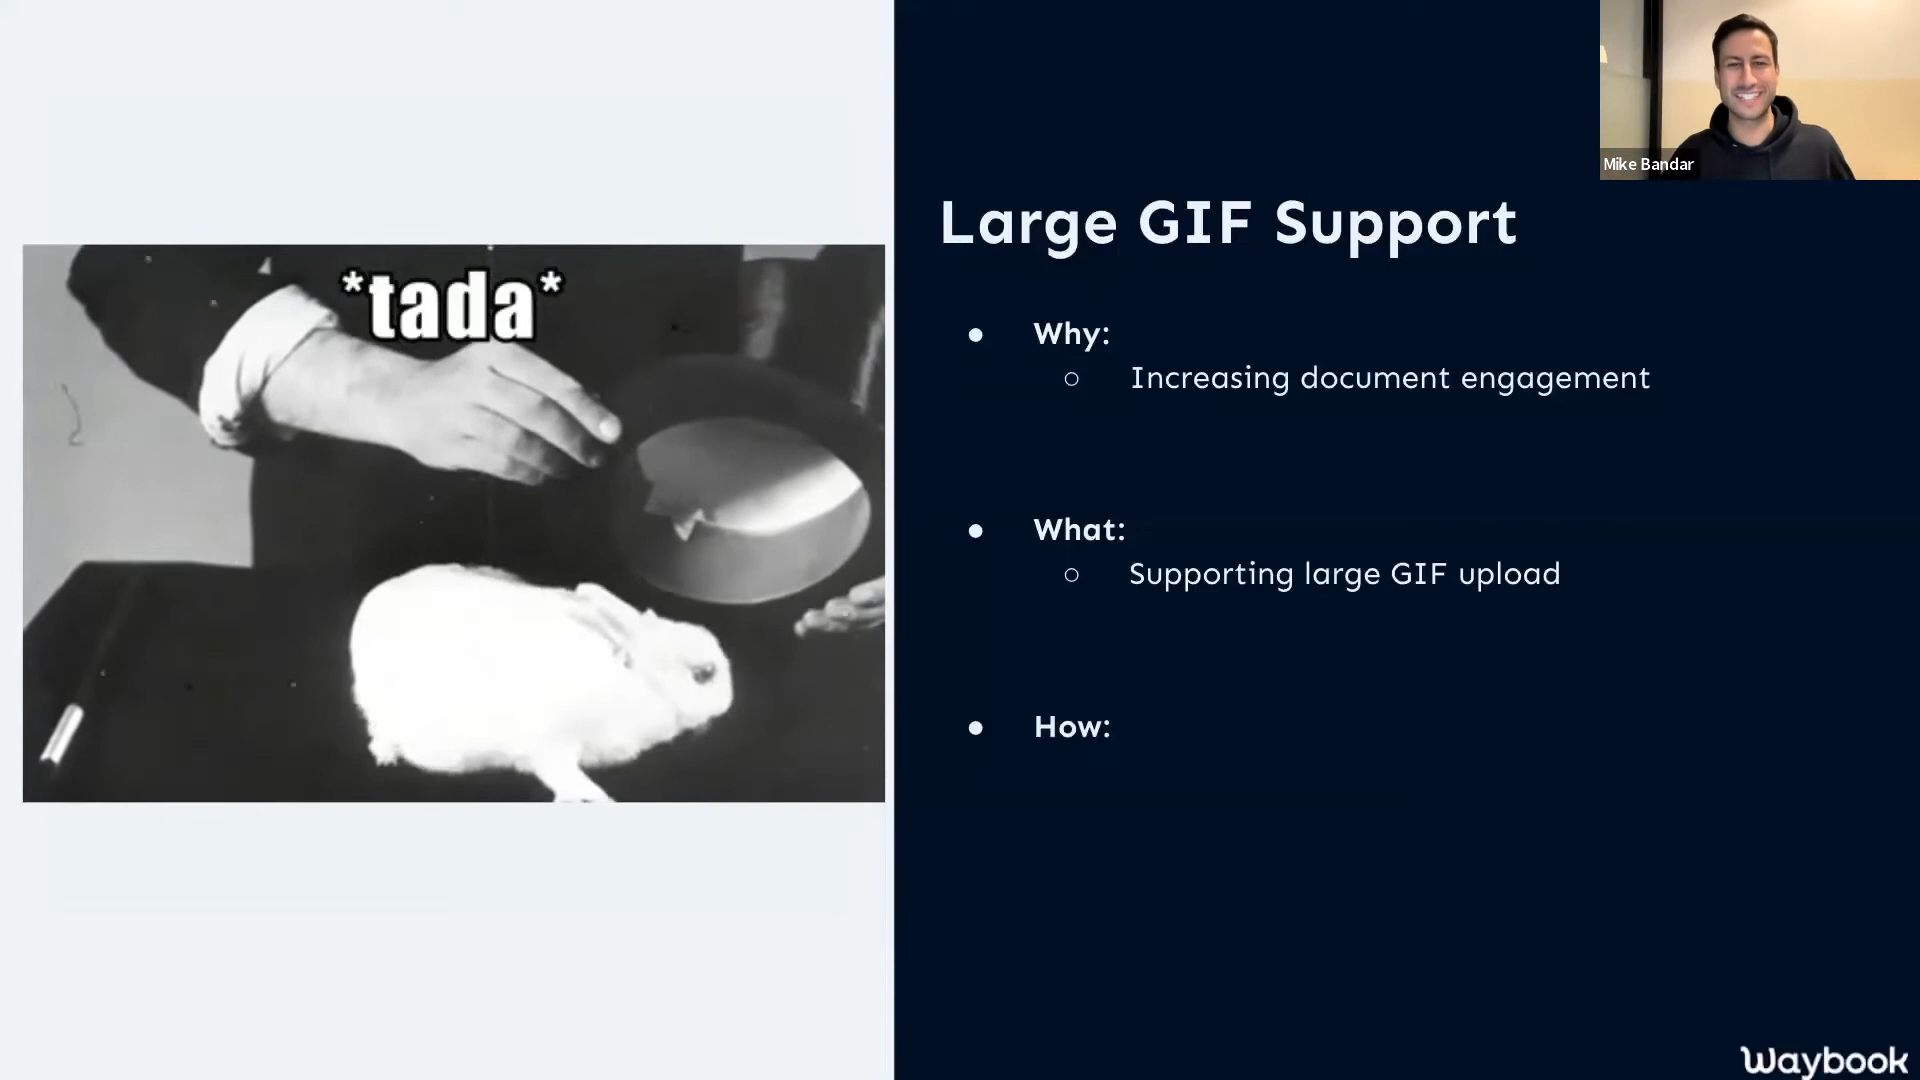 *tada*
Large GIF Support
Why:
Increasing document engagement
What:
Supporting large GIF upload
How:
Mike Bandar
Waybook